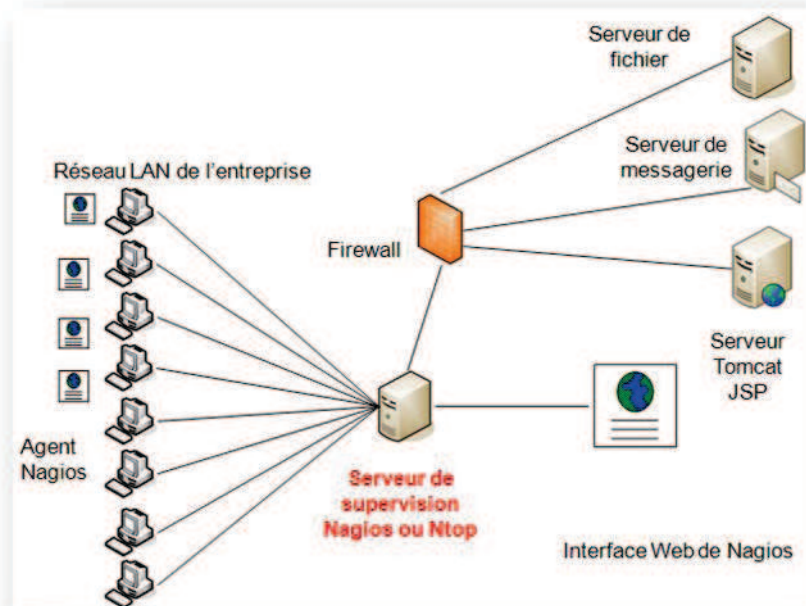 Serveur de
fichier
Serveur de
messagerie
Réseau LAN de l'entreprise
Firewall
Serveur
Tomcat
JSP
Agent
Nagios
Serveur de
supervision
Nagios ou Ntop
Interface Web de Nagios